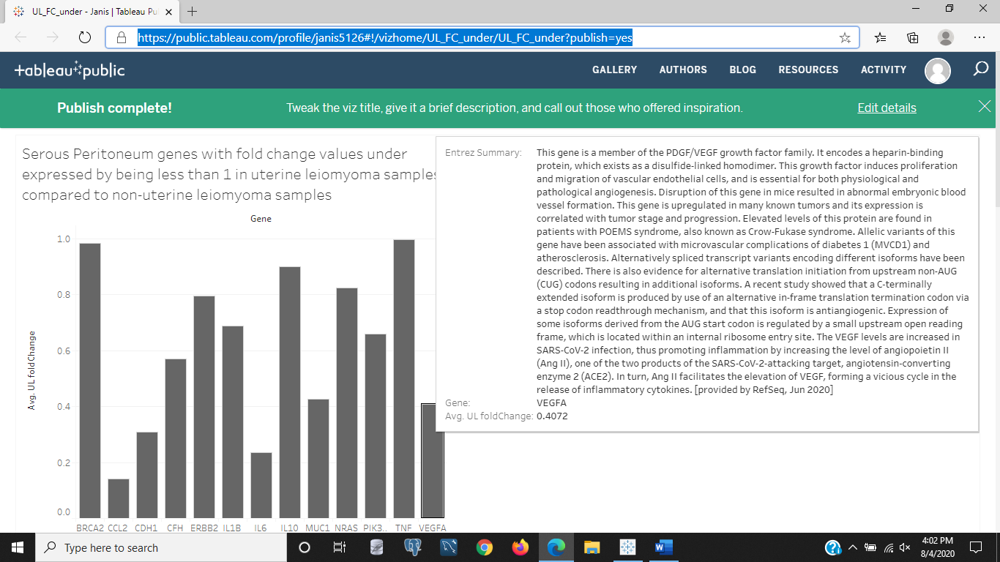 UL_FC_under - Janis | Tableau Pu
https://public.tableau.com/profile/janis5126#!/vizhome/UL_FC_under/UL_FC_under?publish=yes
+ableau public GALLERY AUTHORS BLOG RESOURCES ACTIVITY
Publish complete! Tweak the viz title, give it a brief description, and call out those who offered inspiration. Edit details
Serous Peritoneum genes with fold change values under
expressed by being less than 1 in uterine leiomyoma samples
compared to non-uterine leiomyoma samples
Gene
1.0
0.8
0.6
0.4
0.2
0.0
Avg. UL foldChange
BRCA2 CCL2 CDH1 CFH ERBB2 IL1B IL6 IL10 MUC1 NRAS PIK3.. TNF VEGFA
Entrez Summary: This gene is a member of the PDGF/VEGF growth factor family. It encodes a heparin-binding
protein, which exists as a disulfide-linked homodimer. This growth factor induces proliferation
and migration of vascular endothelial cells, and is essential for both physiological and
pathological angiogenesis. Disruption of this gene in mice resulted in abnormal embryonic blood
vessel formation. This gene is upregulated in many known tumors and its expression is
correlated with tumor stage and progression. Elevated levels of this protein are found in
patients with POEMS syndrome, also known as Crow-Fukase syndrome. Allelic variants of this
gene have been associated with microvascular complications of diabetes 1 (MVCD1) and
atherosclerosis. Alternatively spliced transcript variants encoding different isoforms have been
described. There is also evidence for alternative translation initiation from upstream non-AUG
(CUG) codons resulting in additional isoforms. A recent study showed that a C-terminally
extended isoform is produced by use of an alternative in-frame translation termination codon via
a stop codon readthrough mechanism, and that this isoform is antiangiogenic. Expression of
some isoforms derived from the AUG start codon is regulated by a small upstream open reading
frame, which is located within an internal ribosome entry site. The VEGF levels are increased in
SARS-CoV-2 infection, thus promoting inflammation by increasing the level of angiopoietin II
(Ang II), one of the two products of the SARS-CoV-2-attacking target, angiotensin-converting
enzyme 2 (ACE2). In turn, Ang II facilitates the elevation of VEGF, forming a vicious cycle in the
release of inflammatory cytokines. [provided by RefSeq, Jun 2020]
Gene: VEGFA
Avg. UL foldChange: 0.4072
Type here to search
4:02 PM
8/4/2020